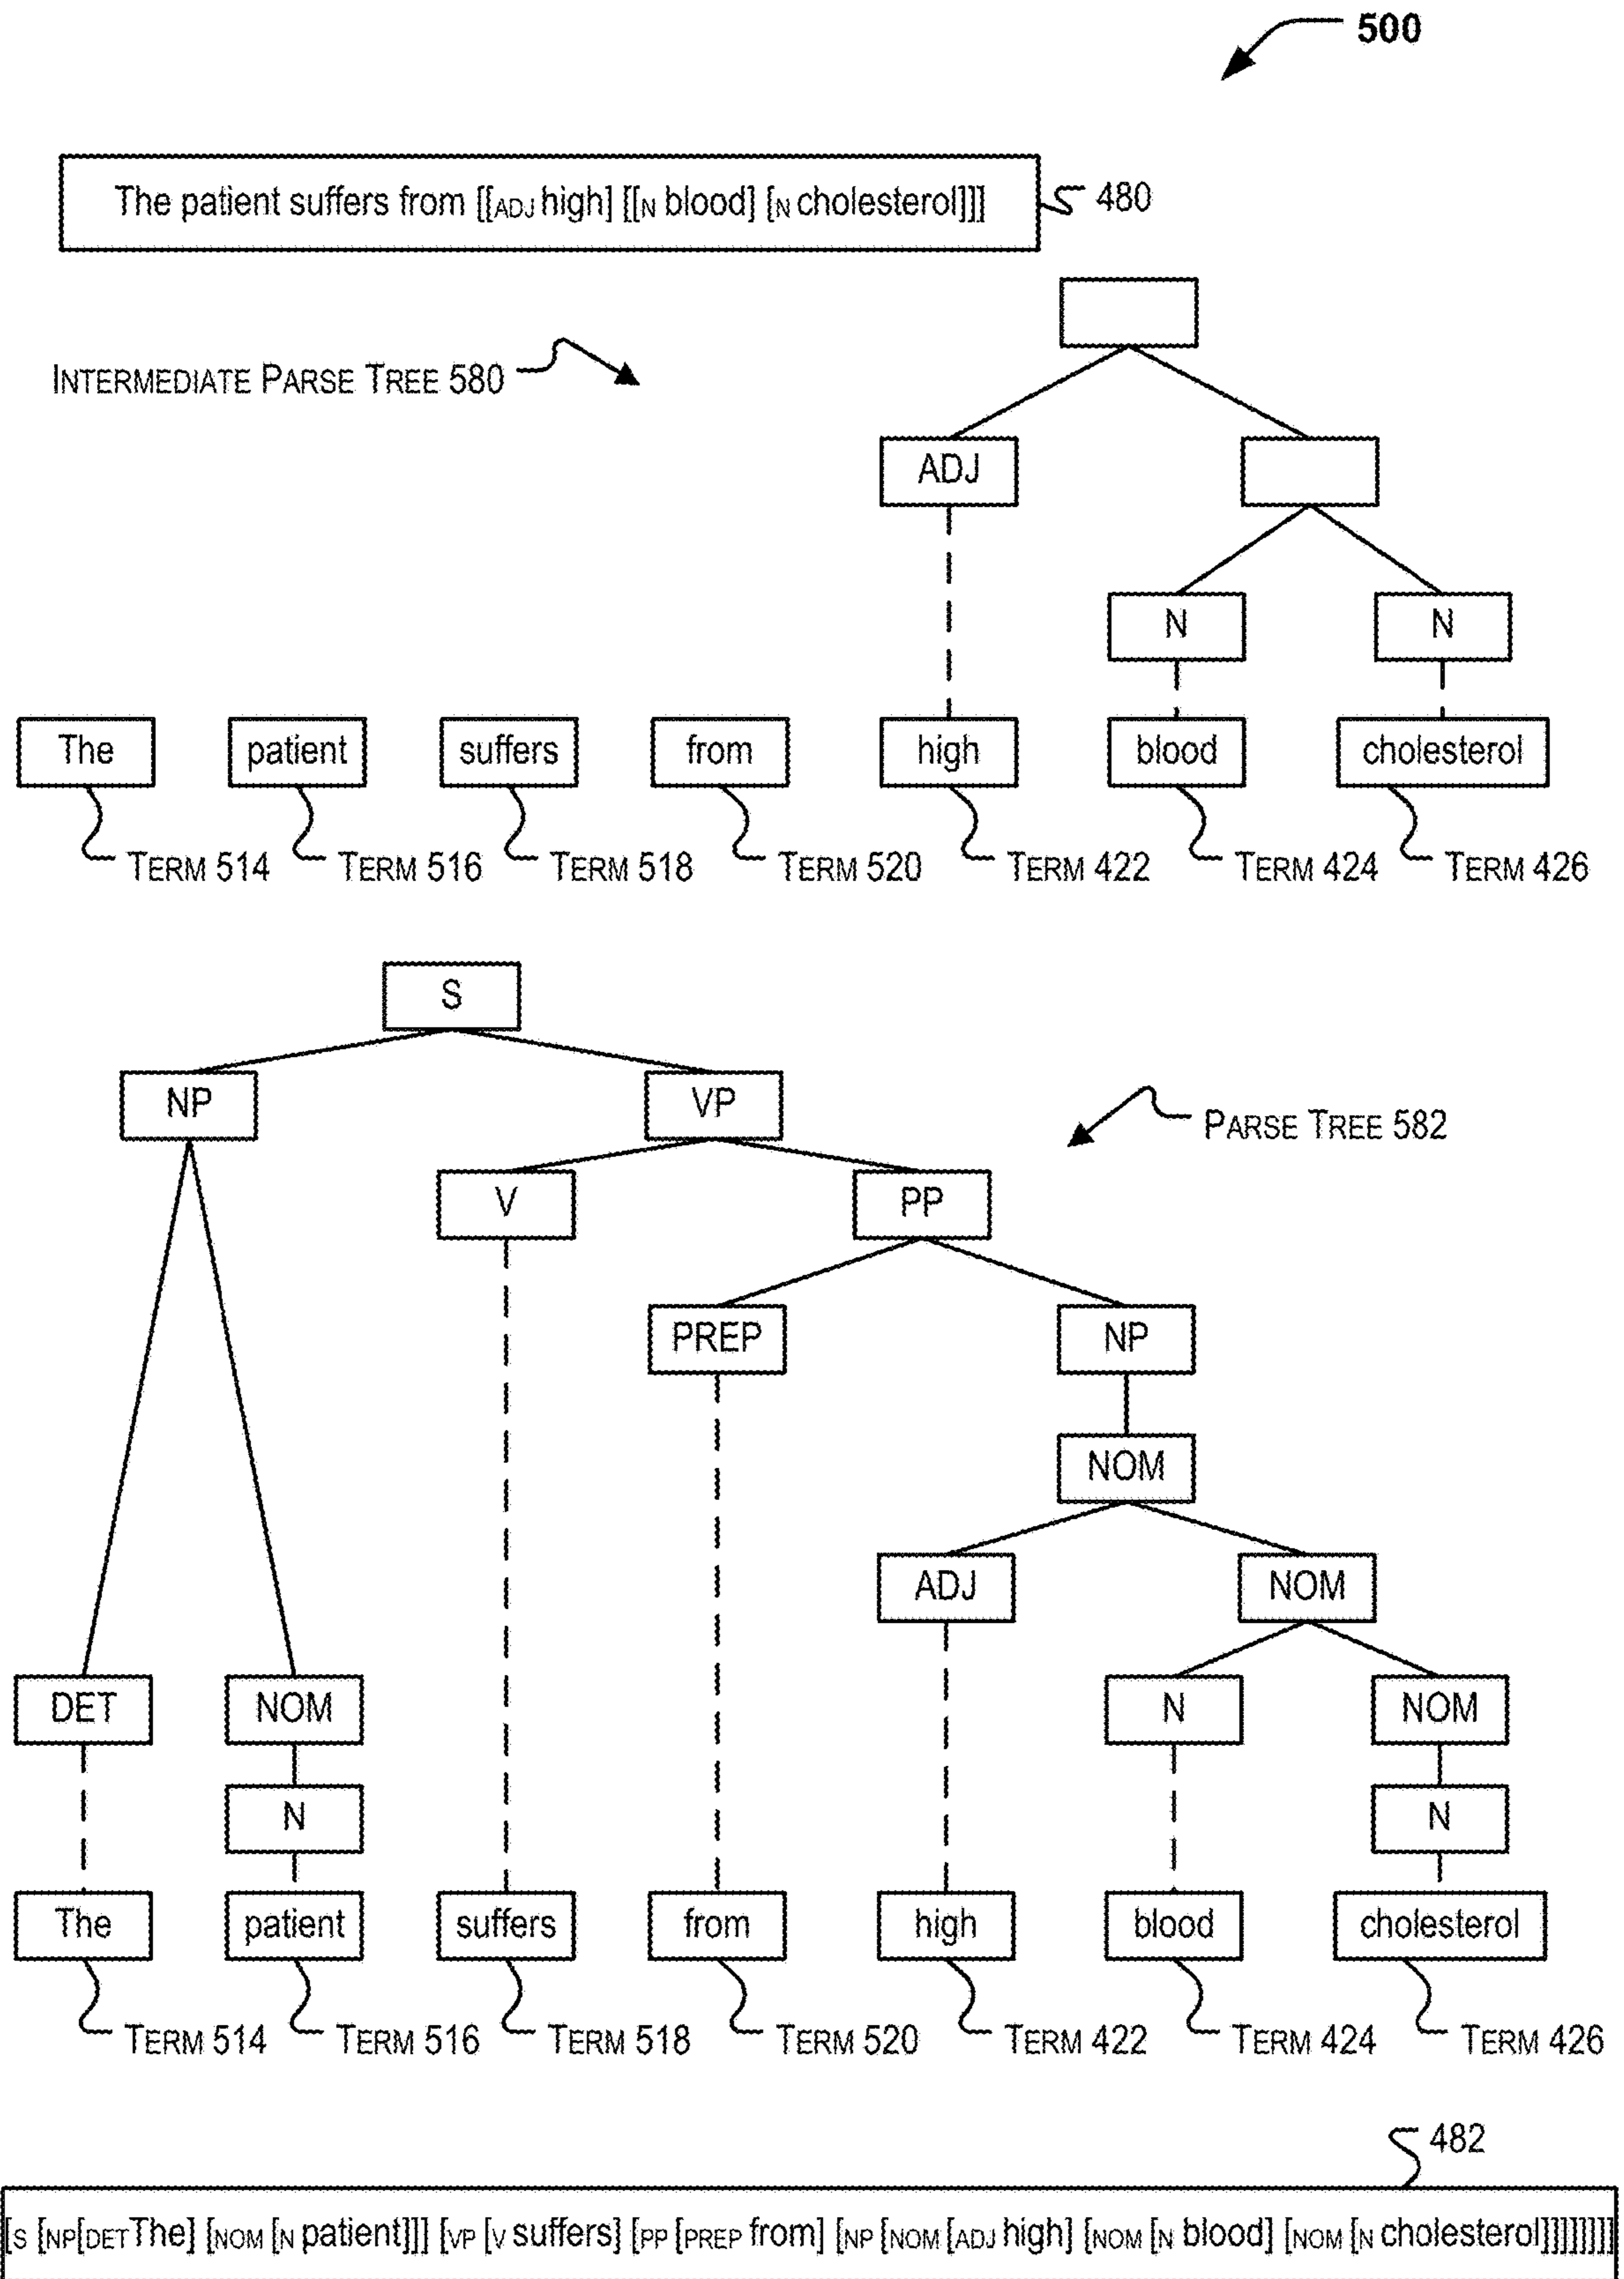 500
The patient suffers from [[ADJ high] [[N blood] [N cholesterol]]]
480
INTERMEDIATE PARSE TREE 580
ADJ
N N
The patient suffers from high blood cholesterol
TERM 514 TERM 516 TERM 518 TERM 520 TERM 422 TERM 424 TERM 426
S
NP VP
PARSE TREE 582
V PP
PREP NP
NOM
ADJ NOM
DET NOM N NOM
N N
The patient suffers from high blood cholesterol
TERM 514 TERM 516 TERM 518 TERM 520 TERM 422 TERM 424 TERM 426
482
[S [NP[DET The] [NOM [N patient]]] [VP [V suffers] [PP [PREP from] [NP [NOM [ADJ high] [NOM [N blood] [NOM [N cholesterol]]]]]]]]